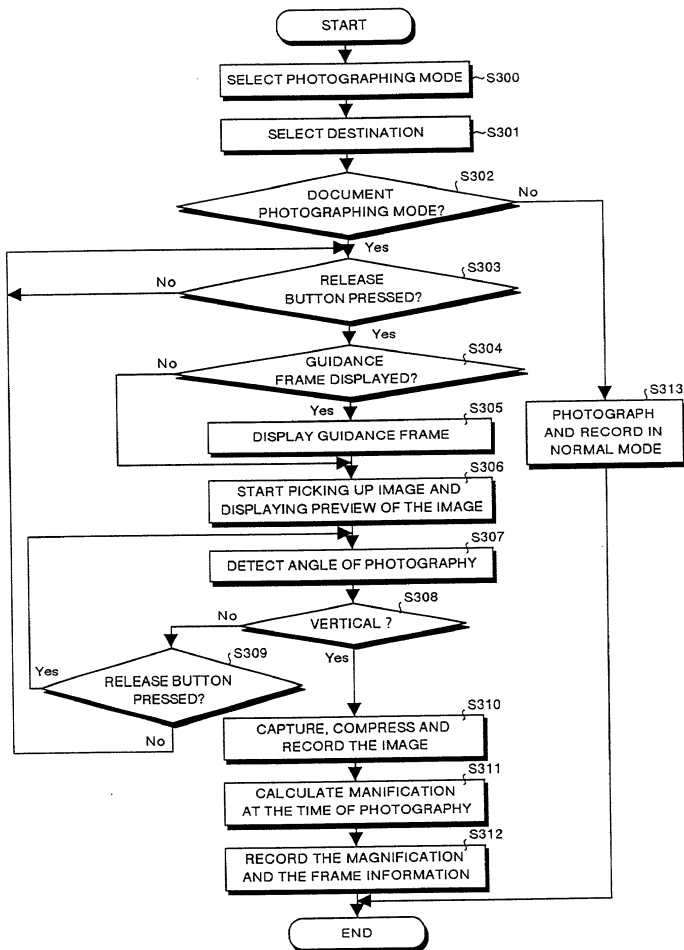 START
SELECT PHOTOGRAPHING MODE
S300
SELECT DESTINATION
S301
S302
DOCUMENT
PHOTOGRAPHING MODE?
No
Yes
S303
No
RELEASE
BUTTON PRESSED?
Yes
S304
No
GUIDANCE
FRAME DISPLAYED?
S313
PHOTOGRAPH
AND RECORD IN
NORMAL MODE
Yes
S305
DISPLAY GUIDANCE FRAME
S306
START PICKING UP IMAGE AND
DISPLAYING PREVIEW OF THE IMAGE
S307
DETECT ANGLE OF PHOTOGRAPHY
S308
No
VERTICAL ?
S309
Yes
Yes
RELEASE BUTTON
PRESSED?
No
S310
CAPTURE, COMPRESS AND
RECORD THE IMAGE
S311
CALCULATE MANIFICATION
AT THE TIME OF PHOTOGRAPHY
S312
RECORD THE MAGNIFICATION
AND THE FRAME INFORMATION
END